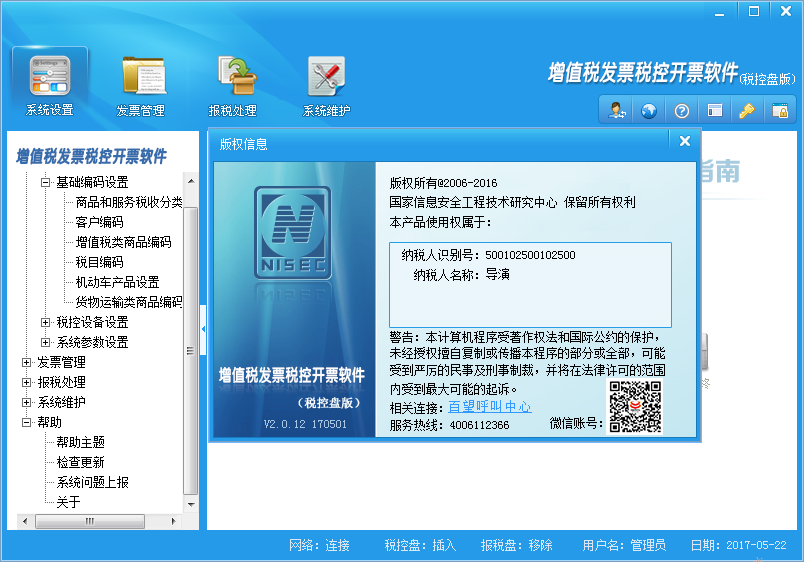 增值税发票税控开票软件(税控盘版)
系统设置
发票管理
报税处理
系统维护
增值税发票税控开票软件
基础编码设置
商品和服务税收分类
客户编码
增值税类商品编码
税目编码
机动车产品设置
货物运输类商品编码
税控设备设置
系统参数设置
发票管理
报税处理
系统维护
帮助
帮助主题
检查更新
系统问题上报
关于
指南
版权信息
NISEC
增值税发票税控开票软件
(税控盘版)
V2.0.12 170501
版权所有@2006-2016
国家信息安全工程技术研究中心 保留所有权利
本产品使用权属于:
纳税人识别号: 500102500102500
纳税人名称: 导演
警告: 本计算机程序受著作权法和国际公约的保护,
未经授权擅自复制或传播本程序的部分或全部, 可能
受到严厉的民事及刑事制裁, 并将在法律许可的范围
内受到最大可能的起诉。
相关连接: 百望呼叫中心
服务热线: 4006112366
微信账号:
网络: 连接 税控盘: 插入 报税盘: 移除 用户名: 管理员 日期: 2017-05-22